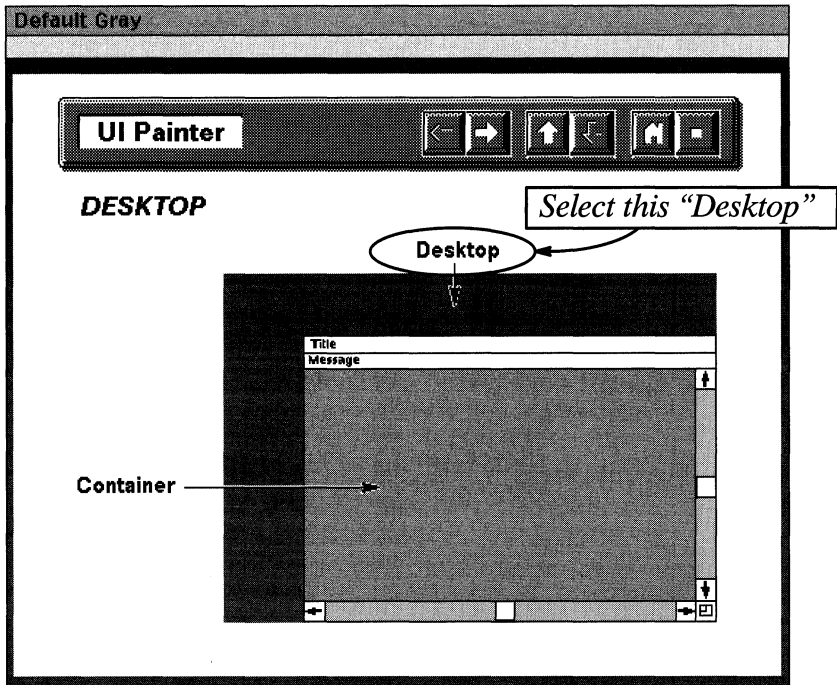 Default Gray
UI Painter
DESKTOP
Select this “Desktop”
Desktop
Title
Message
Container